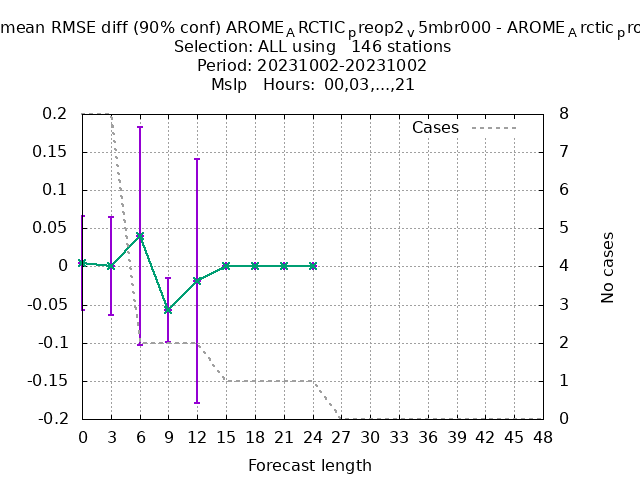 mean RMSE diff (90% conf) AROME_ARCTIC_preop2_v5mbr000 - AROME_Arctic_pro
Selection: ALL using 146 stations
Period: 20231002-20231002
Mslp Hours: 00,03,...,21
Cases
0.2
0.15
0.1
0.05
0
-0.05
-0.1
-0.15
-0.2
8
7
6
5
4
3
2
1
0
No cases
0 3 6 9 12 15 18 21 24 27 30 33 36 39 42 45 48
Forecast length